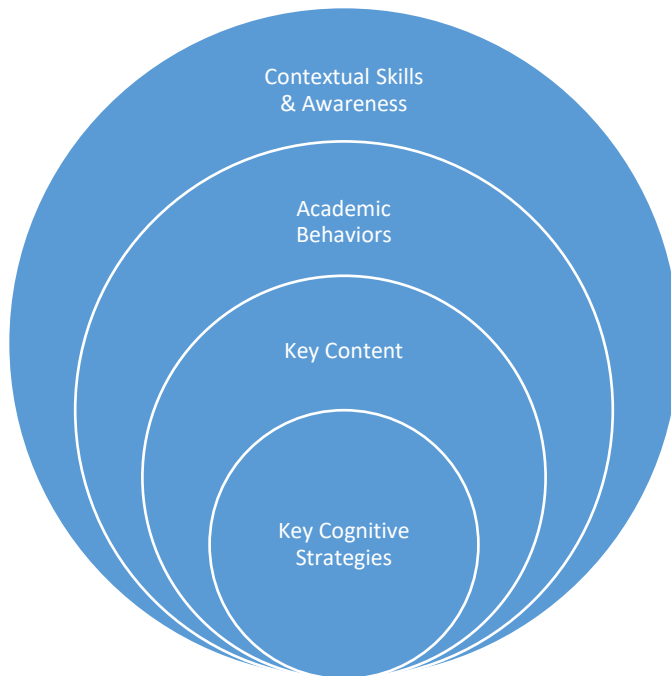 Contextual Skills
& Awareness
Academic
Behaviors
Key Content
Key Cognitive
Strategies